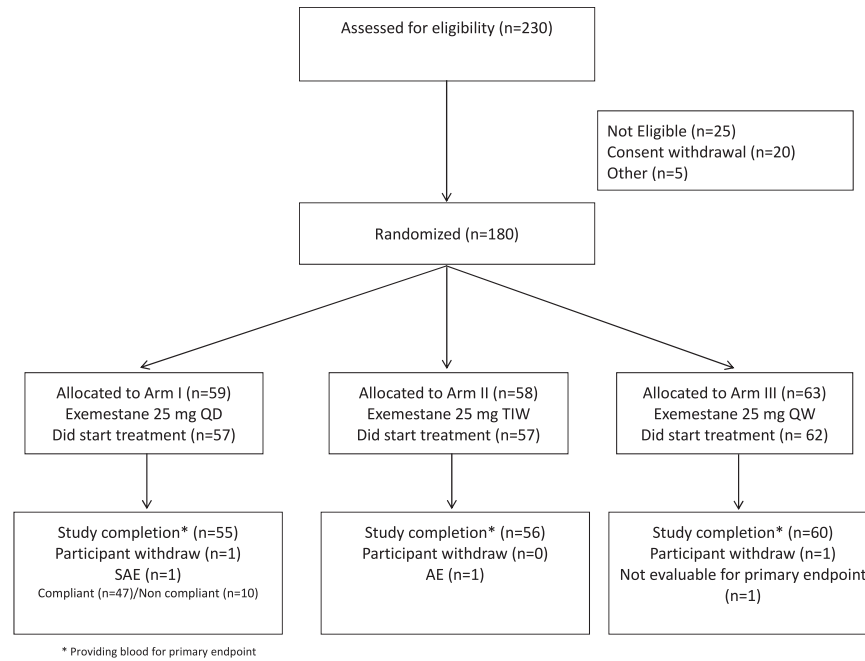 Assessed for eligibility (n=230)
Not Eligible (n=25)
Consent withdrawal (n=20)
Other (n=5)
Randomized (n=180)
Allocated to Arm I (n=59)
Exemestane 25 mg QD
Did start treatment (n=57)
Allocated to Arm II (n=58)
Exemestane 25 mg TIW
Did start treatment (n=57)
Allocated to Arm III (n=63)
Exemestane 25 mg QW
Did start treatment (n= 62)
Study completion* (n=55)
Participant withdraw (n=1)
SAE (n=1)
Compliant (n=47)/Non compliant (n=10)
Study completion* (n=56)
Participant withdraw (n=0)
AE (n=1)
Study completion* (n=60)
Participant withdraw (n=1)
Not evaluable for primary endpoint
(n=1)
* Providing blood for primary endpoint